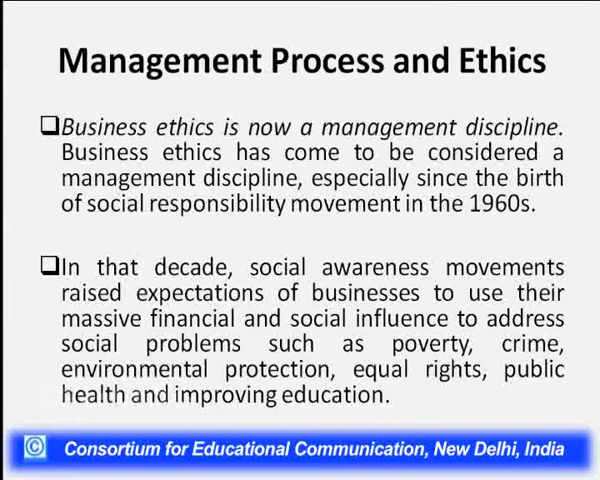 Management Process and Ethics
❑Business ethics is now a management discipline.
Business ethics has come to be considered a
management discipline, especially since the birth
of social responsibility movement in the 1960s.
❑In that decade, social awareness movements
raised expectations of businesses to use their
massive financial and social influence to address
social problems such as poverty, crime,
environmental protection, equal rights, public
health and improving education.
© Consortium for Educational Communication, New Delhi, India